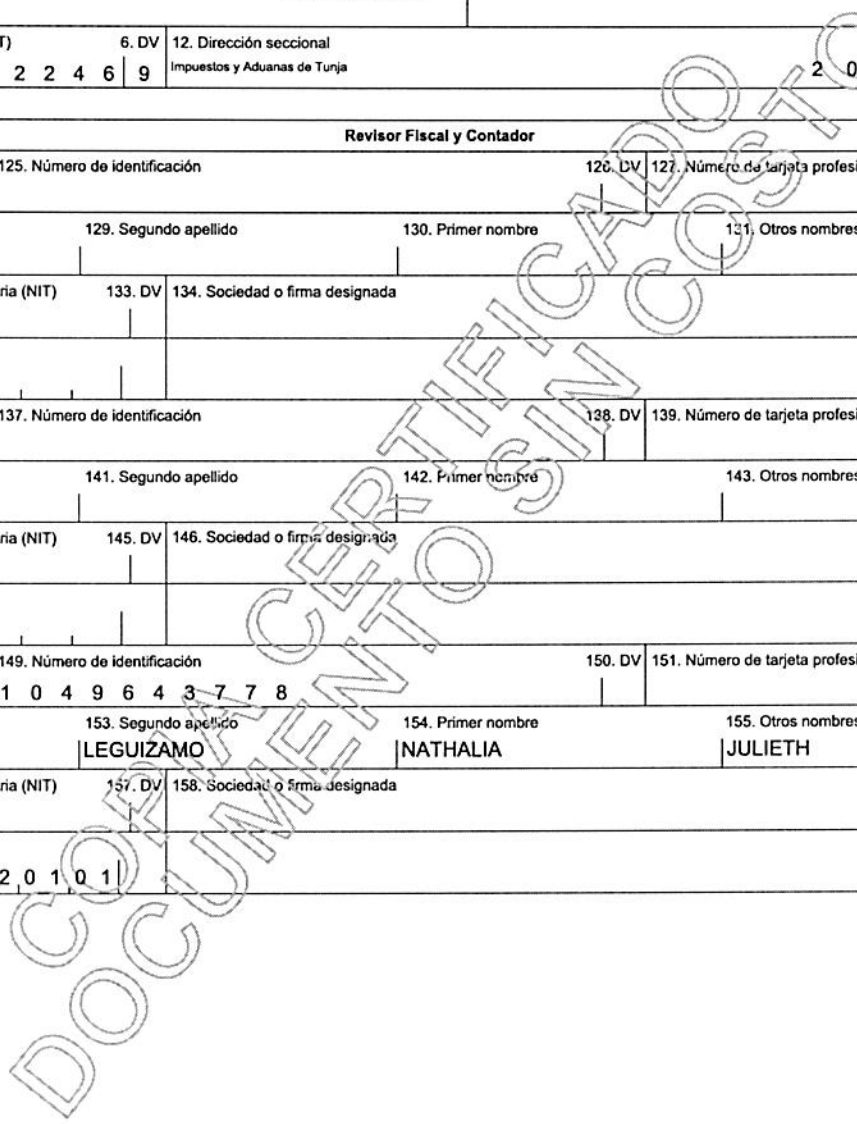 T) 6. DV 12. Dirección seccional
2 2 4 6 9 Impuestos y Aduanas de Tunja 2 0
Revisor Fiscal y Contador
125. Número de identificación 126. DV 127. Número de tarjeta profesi
129. Segundo apellido 130. Primer nombre 131. Otros nombres
ria (NIT) 133. DV 134. Sociedad o firma designada
137. Número de identificación 138. DV 139. Número de tarjeta profesi
141. Segundo apellido 142. Primer nombre 143. Otros nombres
ria (NIT) 145. DV 146. Sociedad o firma designada
149. Número de identificación 150. DV 151. Número de tarjeta profesi
1 0 4 9 6 4 3 7 7 8
153. Segundo apellido 154. Primer nombre 155. Otros nombres
LEGUIZAMO NATHALIA JULIETH
ria (NIT) 157. DV 158. Sociedad o firma designada
2 0 1 0 1
COPIA CERTIFICADO
DOCUMENTO SIN COSTO